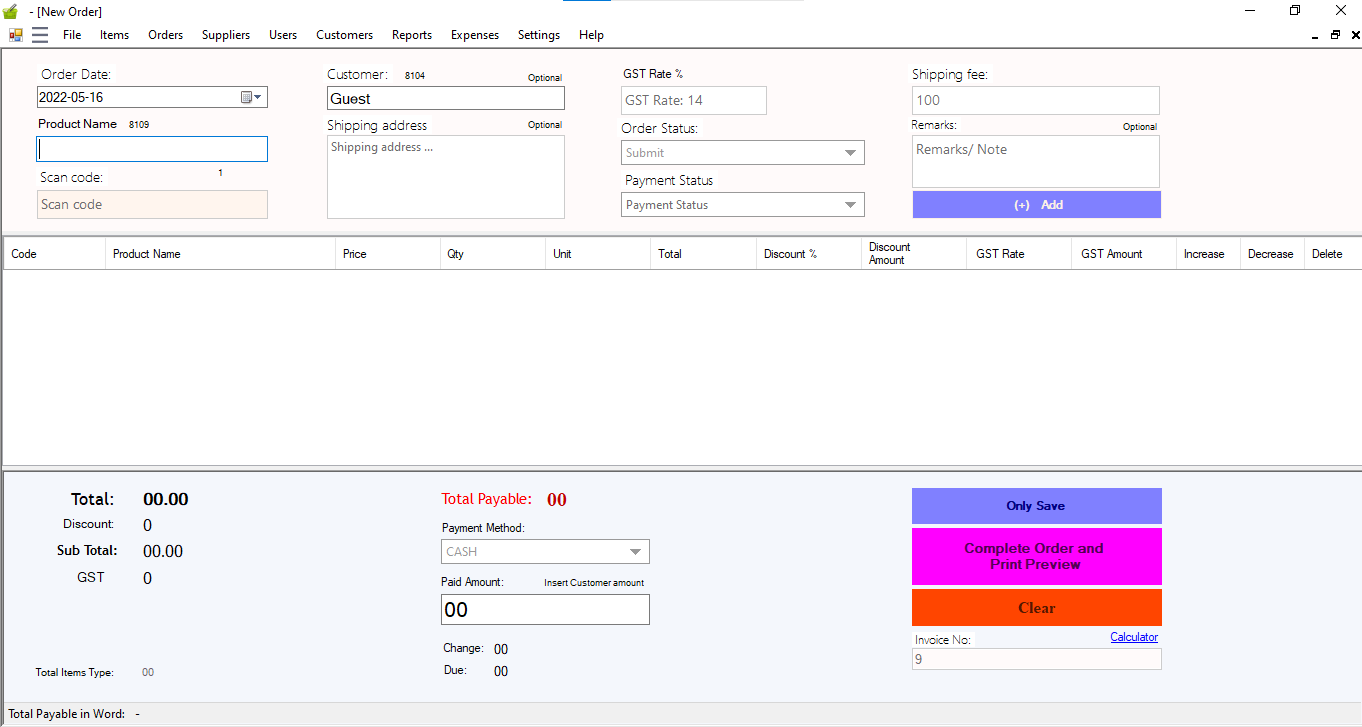 - [New Order]
File Items Orders Suppliers Users Customers Reports Expenses Settings Help
Order Date:
2022-05-16
Product Name 8109
Scan code: 1
Scan code
Customer: 8104 Optional
Guest
Shipping address Optional
Shipping address ...
GST Rate %
GST Rate: 14
Order Status:
Submit
Payment Status
Payment Status
Shipping fee:
100
Remarks: Optional
Remarks/ Note
(+) Add
Code Product Name Price Qty Unit Total Discount % Discount Amount GST Rate GST Amount Increase Decrease Delete
Total: 00.00
Discount: 0
Sub Total: 00.00
GST 0
Total Items Type: 00
Total Payable: 00
Payment Method:
CASH
Paid Amount: Insert Customer amount
00
Change: 00
Due: 00
Only Save
Complete Order and
Print Preview
Clear
Invoice No: Calculator
9
Total Payable in Word: -